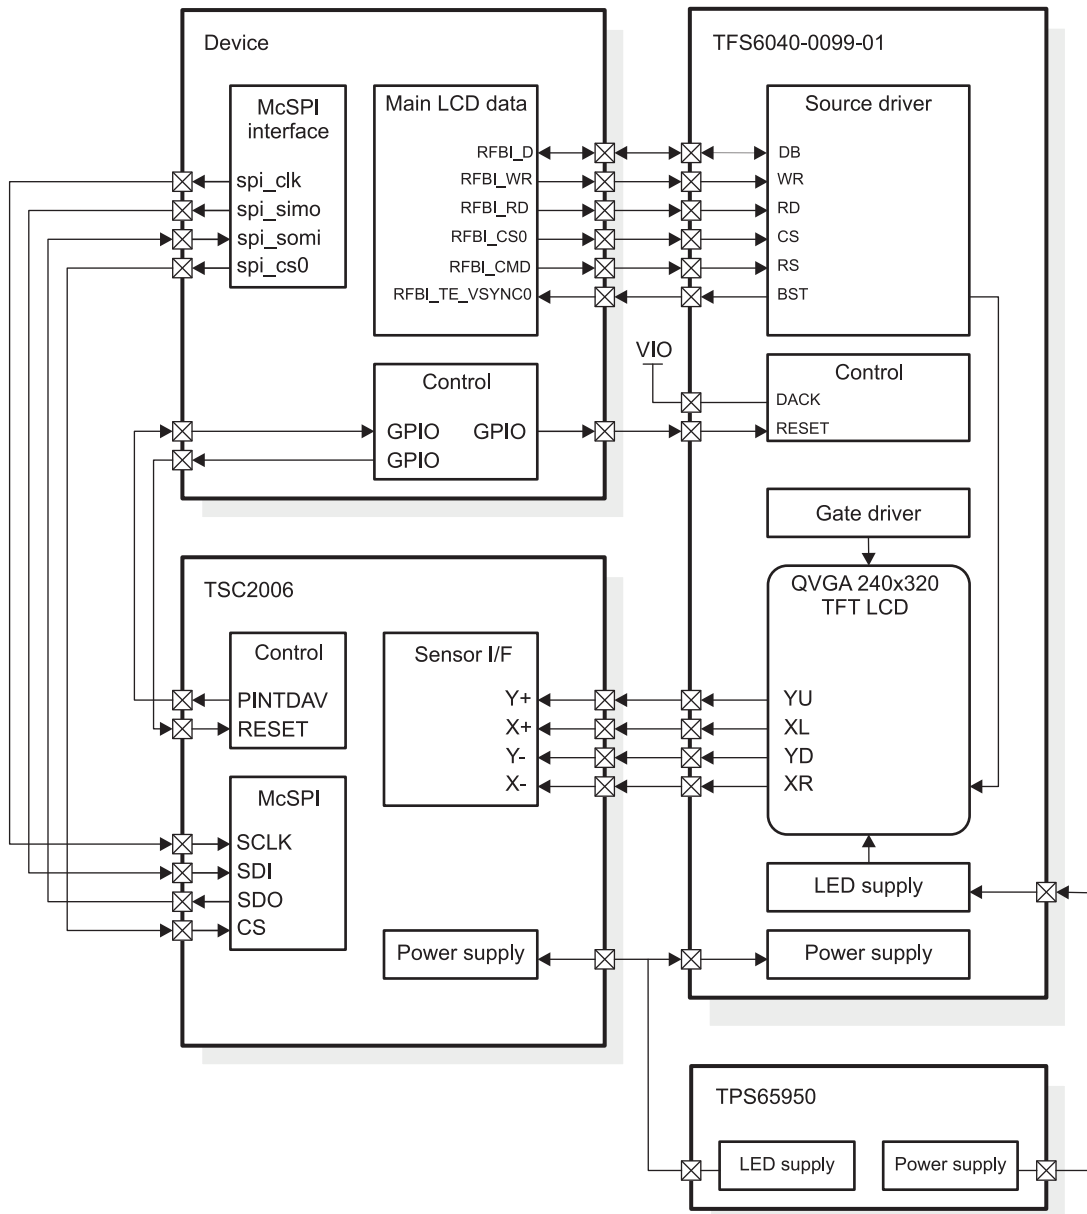 Device
McSPI
interface
spi_clk
spi_simo
spi_somi
spi_cs0
Main LCD data
RFBI_D
RFBI_WR
RFBI_RD
RFBI_CS0
RFBI_CMD
RFBI_TE_VSYNC0
Control
GPIO GPIO
GPIO
TFS6040-0099-01
Source driver
DB
WR
RD
CS
RS
BST
VIO
Control
DACK
RESET
Gate driver
QVGA 240x320
TFT LCD
YU
XL
YD
XR
LED supply
Power supply
TSC2006
Control
PINTDAV
RESET
Sensor I/F
Y+
X+
Y-
X-
McSPI
SCLK
SDI
SDO
CS
Power supply
TPS65950
LED supply
Power supply